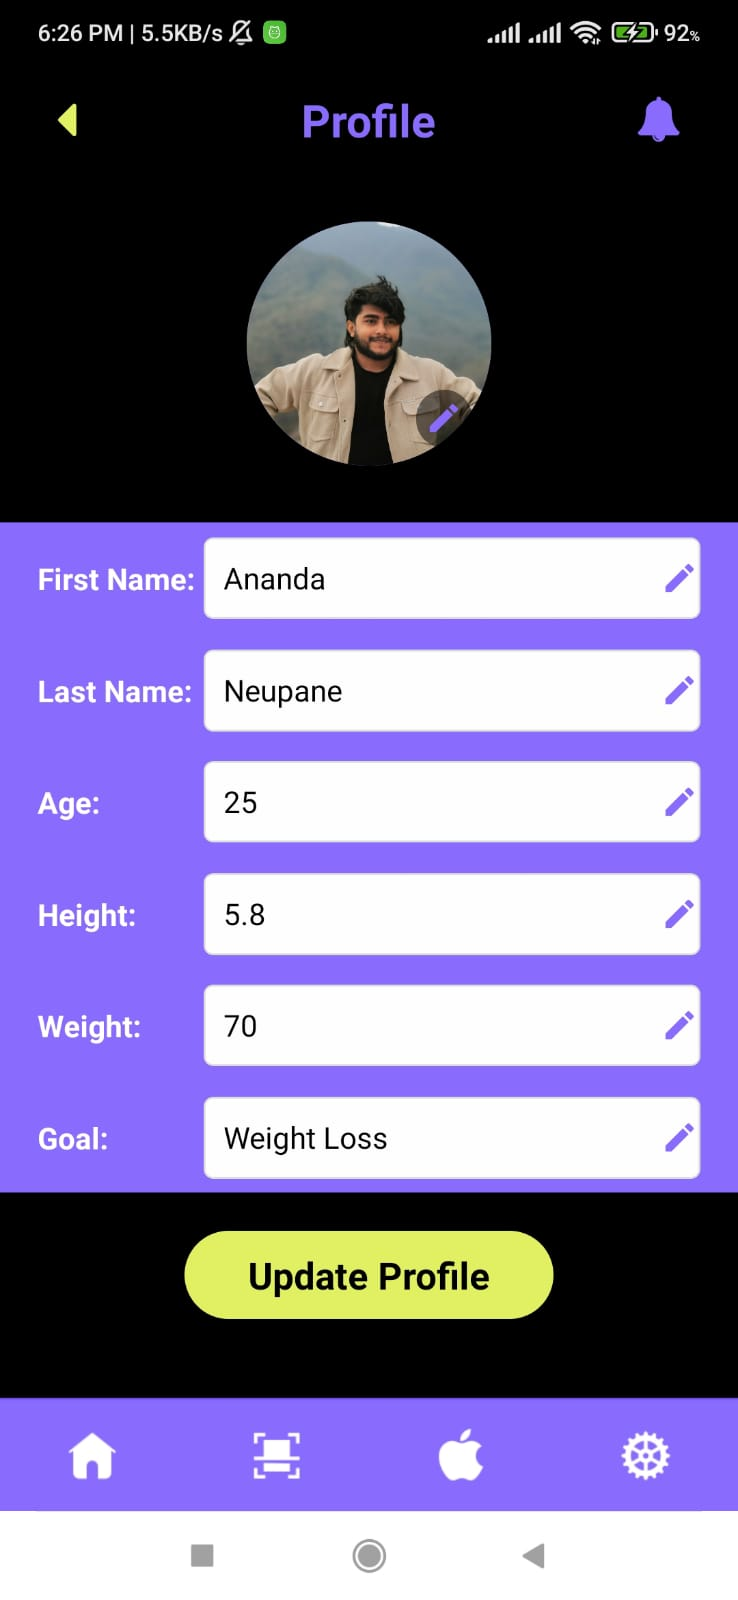 6:26 PM | 5.5KB/s 92%
Profile
First Name: Ananda
Last Name: Neupane
Age: 25
Height: 5.8
Weight: 70
Goal: Weight Loss
Update Profile